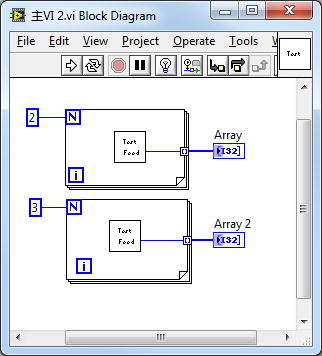 主VI 2.vi Block Diagram
File Edit View Project Operate Tools W
Test
2 N
Test
Food
i
Array
I32
3 N
Test
Food
i
Array 2
I32